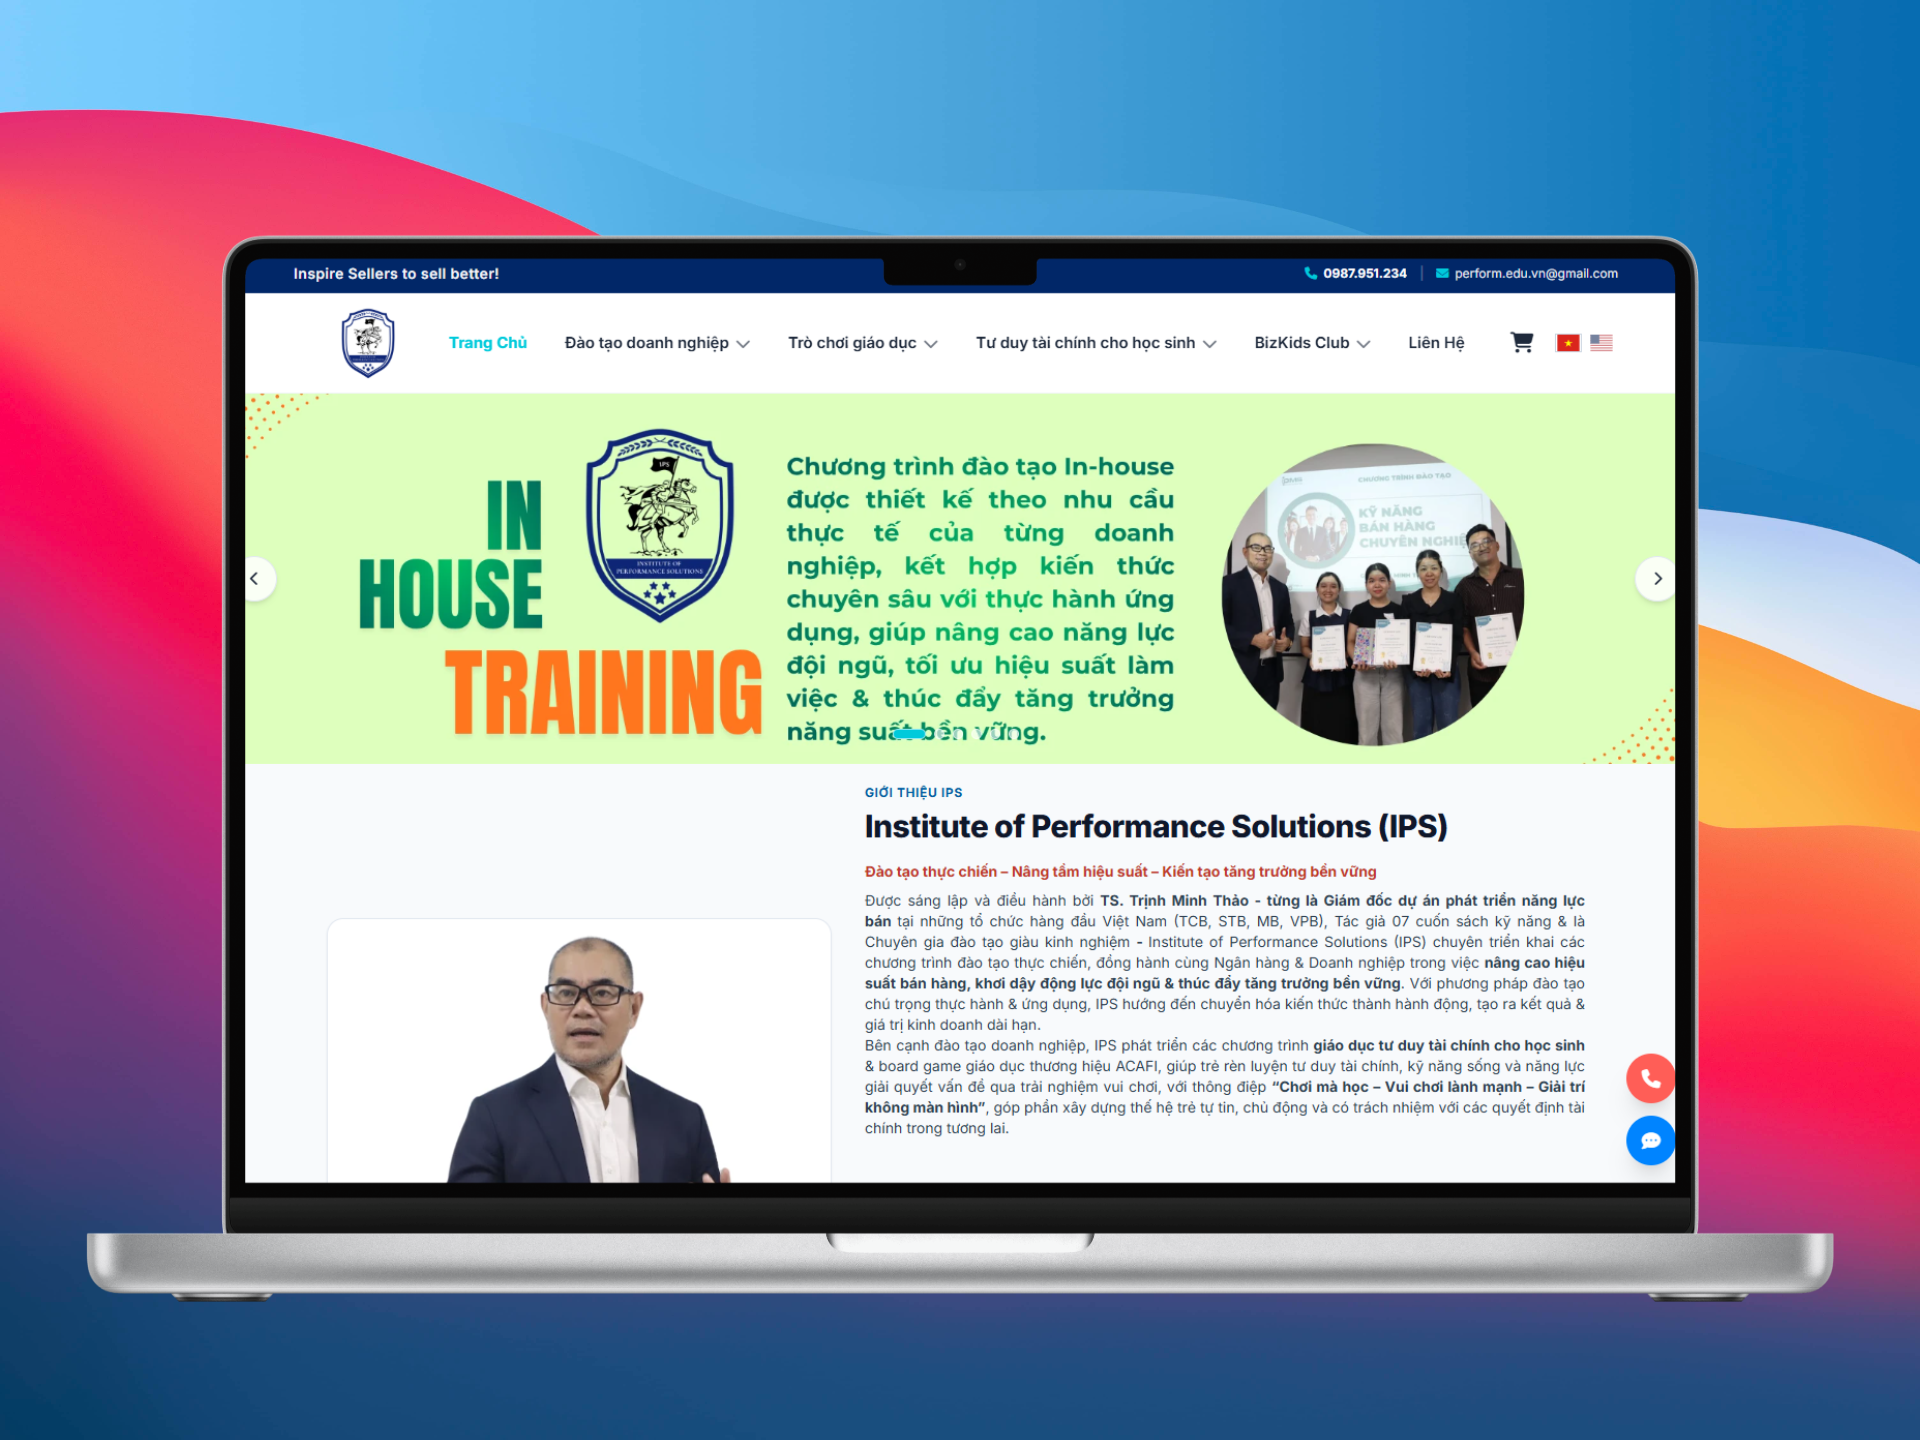 Inspire Sellers to sell better!
0987.951.234
perform.edu.vn@gmail.com
Trang Chủ
Đào tạo doanh nghiệp
Trò chơi giáo dục
Tư duy tài chính cho học sinh
BizKids Club
Liên Hệ
IN
HOUSE
TRAINING
IPS
INSTITUTE OF
PERFORMANCE SOLUTIONS
Chương trình đào tạo In-house
được thiết kế theo nhu cầu
thực tế của từng doanh
nghiệp, kết hợp kiến thức
chuyên sâu với thực hành ứng
dụng, giúp nâng cao năng lực
đội ngũ, tối ưu hiệu suất làm
việc & thúc đẩy tăng trưởng
năng suất bền vững.
CHƯƠNG TRÌNH ĐÀO TẠO
KỸ NĂNG
BÁN HÀNG
CHUYÊN NGHIỆ
GIỚI THIỆU IPS
Institute of Performance Solutions (IPS)
Đào tạo thực chiến – Nâng tầm hiệu suất – Kiến tạo tăng trưởng bền vững
Được sáng lập và điều hành bởi TS. Trịnh Minh Thảo - từng là Giám đốc dự án phát triển năng lực
bán tại những tổ chức hàng đầu Việt Nam (TCB, STB, MB, VPB), Tác giả 07 cuốn sách kỹ năng & là
Chuyên gia đào tạo giàu kinh nghiệm - Institute of Performance Solutions (IPS) chuyên triển khai các
chương trình đào tạo thực chiến, đồng hành cùng Ngân hàng & Doanh nghiệp trong việc nâng cao hiệu
suất bán hàng, khơi dậy động lực đội ngũ & thúc đẩy tăng trưởng bền vững. Với phương pháp đào tạo
chú trọng thực hành & ứng dụng, IPS hướng đến chuyển hóa kiến thức thành hành động, tạo ra kết quả &
giá trị kinh doanh dài hạn.
Bên cạnh đào tạo doanh nghiệp, IPS phát triển các chương trình giáo dục tư duy tài chính cho học sinh
& board game giáo dục thương hiệu ACAFI, giúp trẻ rèn luyện tư duy tài chính, kỹ năng sống và năng lực
giải quyết vấn đề qua trải nghiệm vui chơi, với thông điệp “Chơi mà học – Vui chơi lành mạnh – Giải trí
không màn hình”, góp phần xây dựng thế hệ trẻ tự tin, chủ động và có trách nhiệm với các quyết định tài
chính trong tương lai.